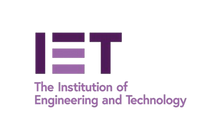 IET
The Institution of
Engineering and Technology